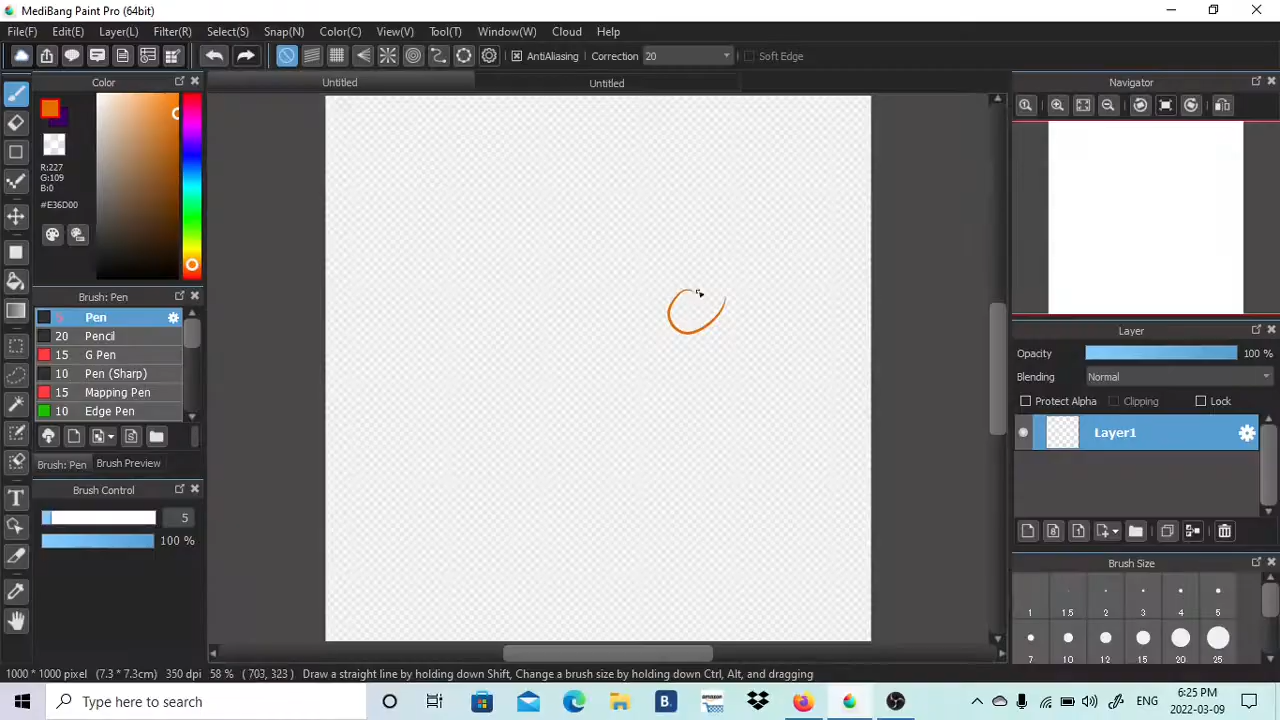 MediBang Paint Pro (64bit)
File(F) Edit(E) Layer(L) Filter(R) Select(S) Snap(N) Color(C) View(V) Tool(T) Window(W) Cloud Help
AntiAliasing Correction 20 Soft Edge
Color
Untitled Untitled
Navigator
R:227
G:109
B:0
#E36D00
Brush: Pen
5 Pen
20 Pencil
15 G Pen
10 Pen (Sharp)
15 Mapping Pen
10 Edge Pen
Brush: Pen Brush Preview
Brush Control
5
100 %
Layer
Opacity 100 %
Blending Normal
Protect Alpha Clipping Lock
Layer1
Brush Size
1 1.5 2 3 4 5
7 10 12 15 20 25
1000 * 1000 pixel (7.3 * 7.3cm) 350 dpi 58 % ( 703, 323 ) Draw a straight line by holding down Shift, Change a brush size by holding down Ctrl, Alt, and dragging
Type here to search
B.
amazon
ENG
6:25 PM
2022-03-09